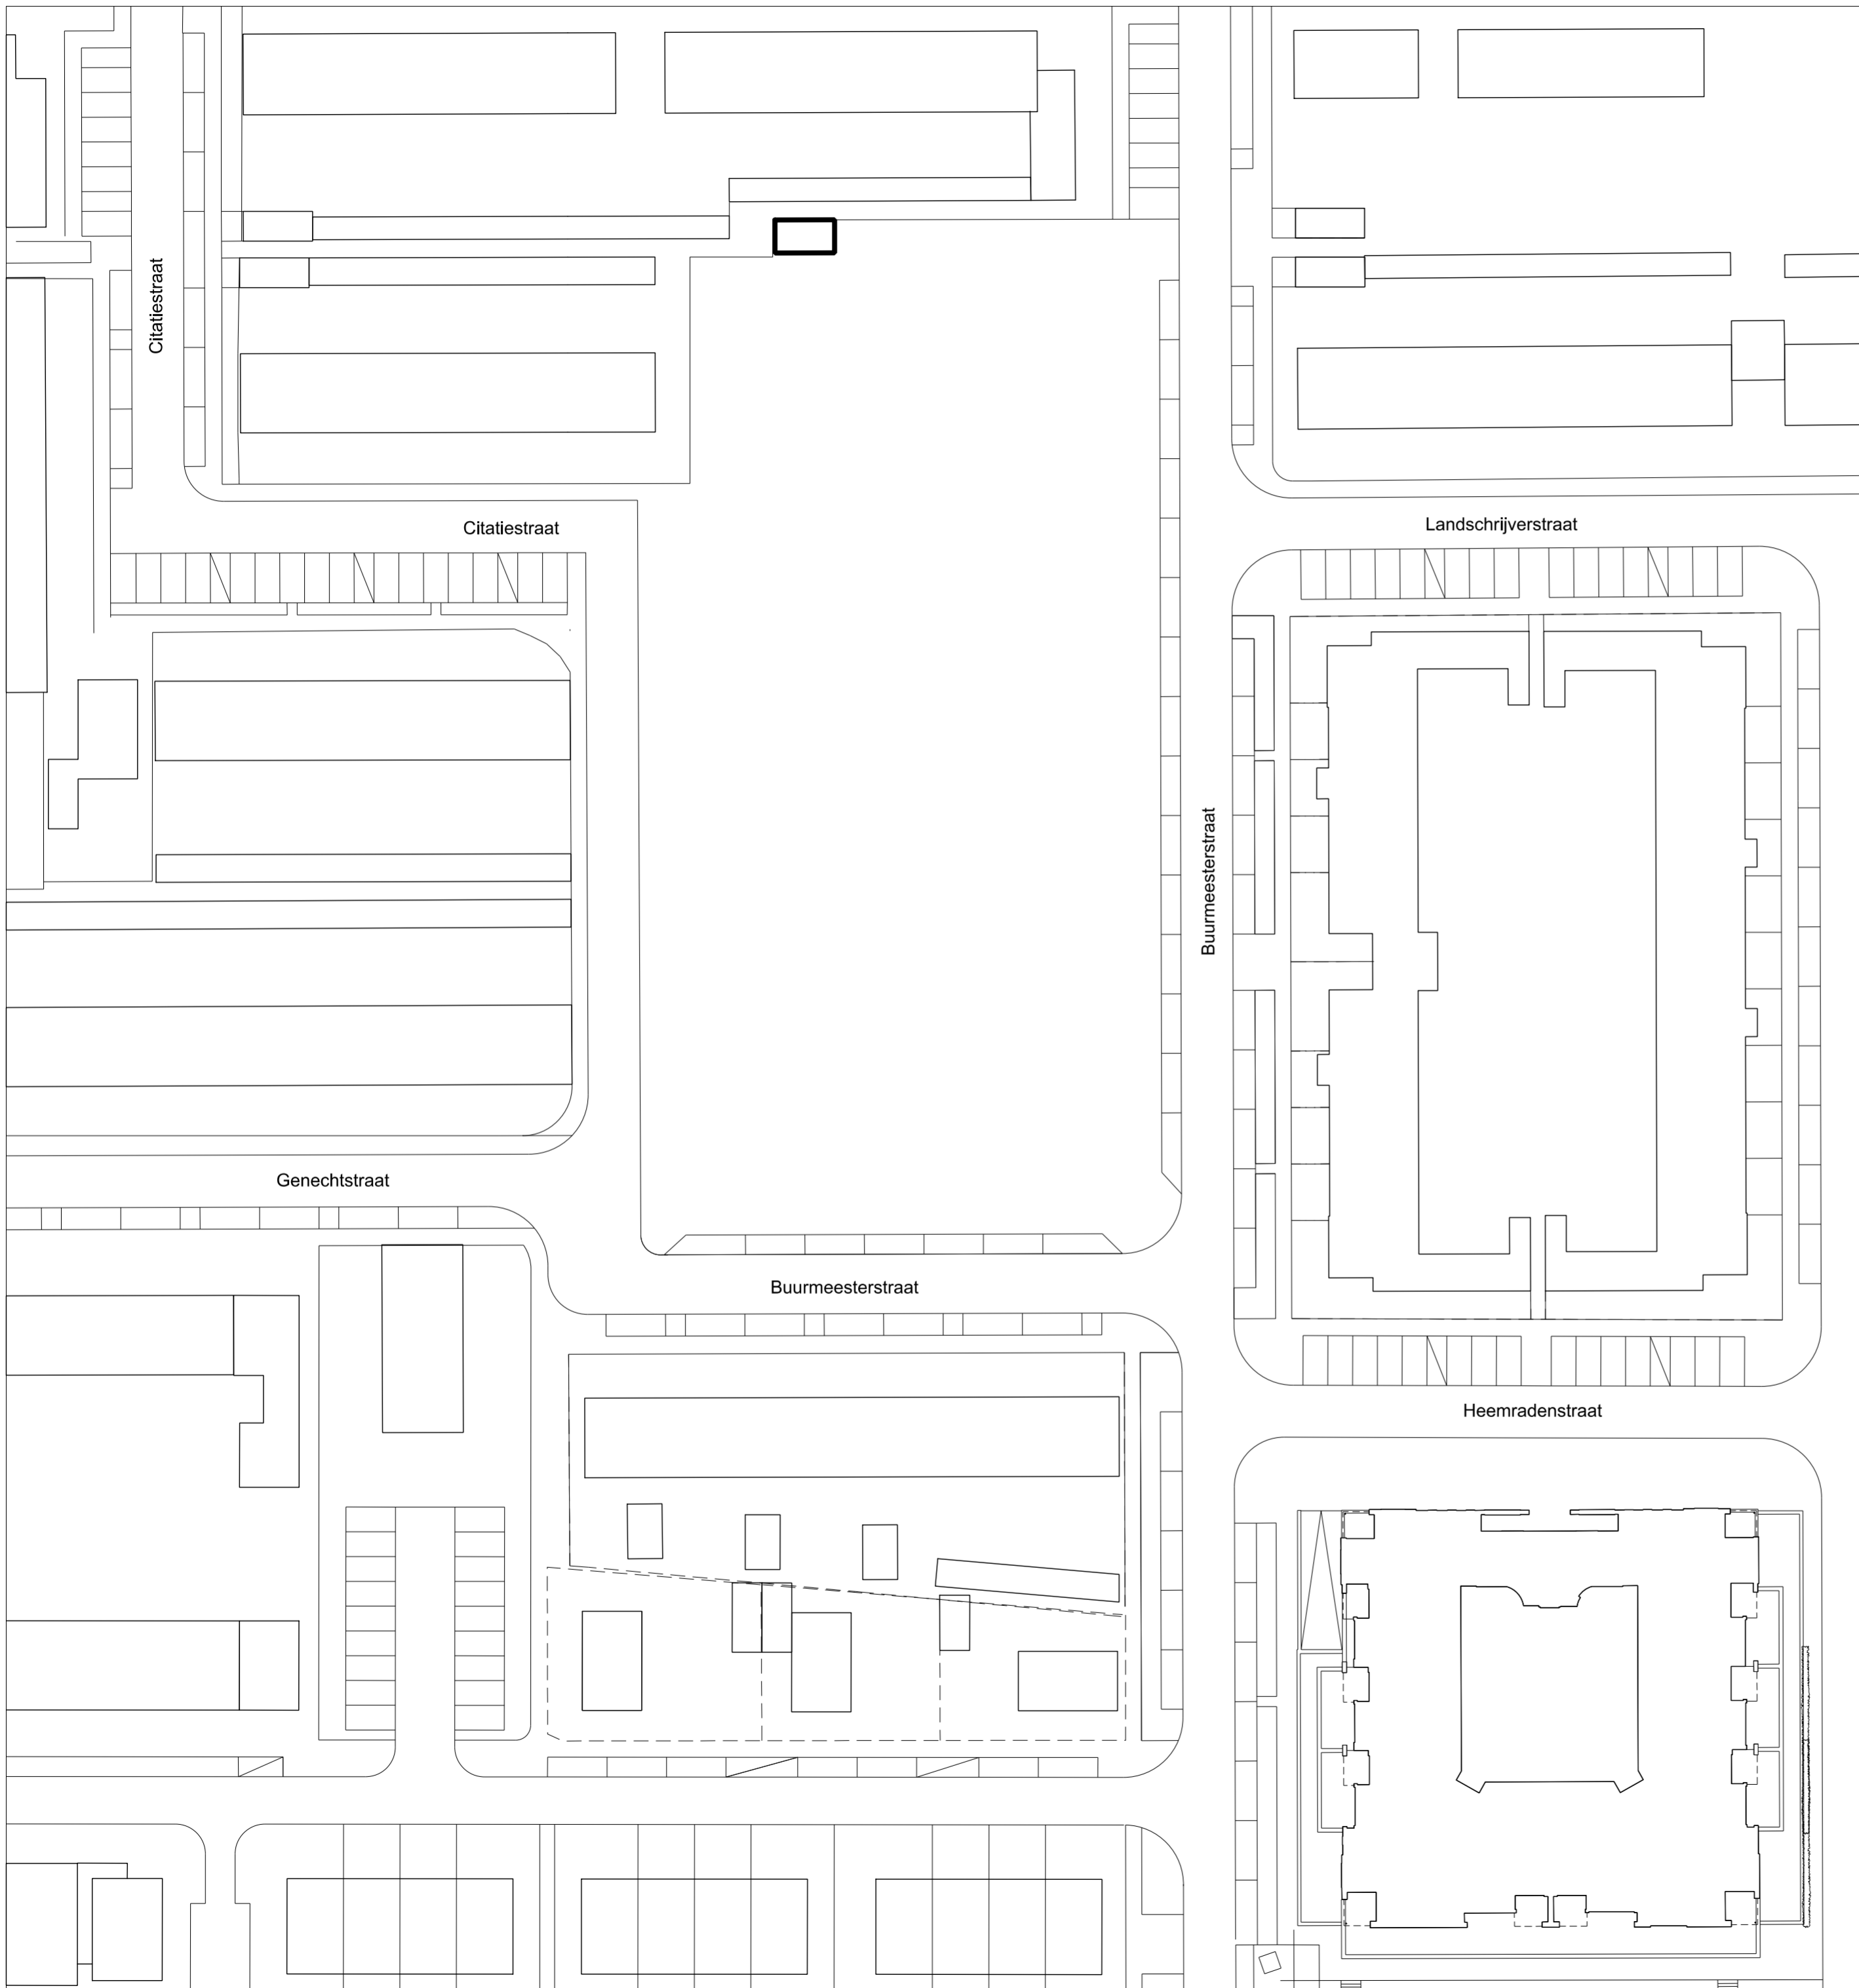 Citatiestraat
Citatiestraat
Landschrijverstraat
Buurmeesterstraat
Genechtstraat
Buurmeesterstraat
Heemradenstraat